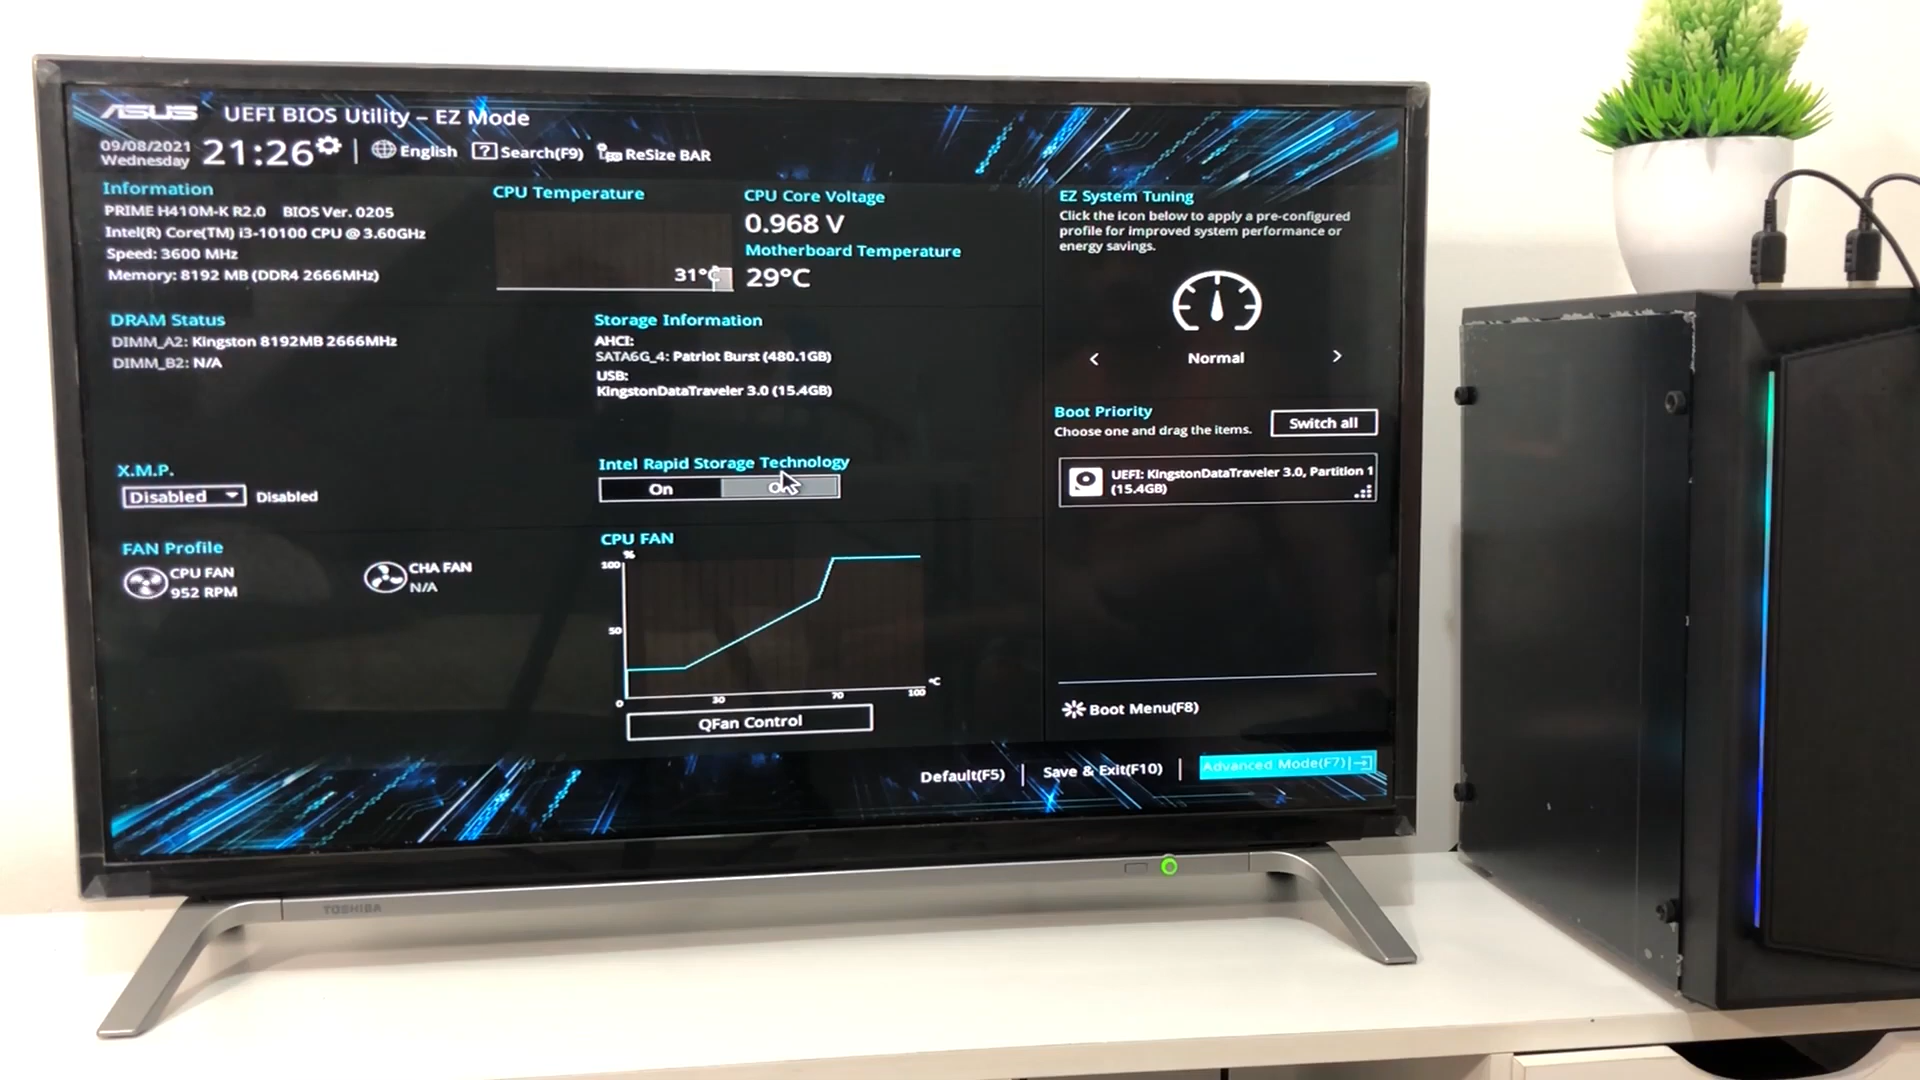 ASUS UEFI BIOS Utility – EZ Mode
09/08/2021
Wednesday
21:26
English
Search(F9)
ReSize BAR
Information
PRIME H410M-K R2.0 BIOS Ver. 0205
Intel(R) Core(TM) i3-10100 CPU @ 3.60GHz
Speed: 3600 MHz
Memory: 8192 MB (DDR4 2666MHz)
CPU Temperature
31°C
CPU Core Voltage
0.968 V
Motherboard Temperature
29°C
EZ System Tuning
Click the icon below to apply a pre-configured
profile for improved system performance or
energy savings.
Normal
DRAM Status
DIMM_A2: Kingston 8192MB 2666MHz
DIMM_B2: N/A
Storage Information
AHCI:
SATA6G_4: Patriot Burst (480.1GB)
USB:
KingstonDataTraveler 3.0 (15.4GB)
Boot Priority
Choose one and drag the items.
Switch all
UEFI: KingstonDataTraveler 3.0, Partition 1
(15.4GB)
X.M.P.
Disabled
Disabled
Intel Rapid Storage Technology
On
FAN Profile
CPU FAN
952 RPM
CHA FAN
N/A
CPU FAN
%
100
50
0
30
70
100
°C
QFan Control
Boot Menu(F8)
Default(F5)
Save & Exit(F10)
Advanced Mode(F7)
TOSHIBA